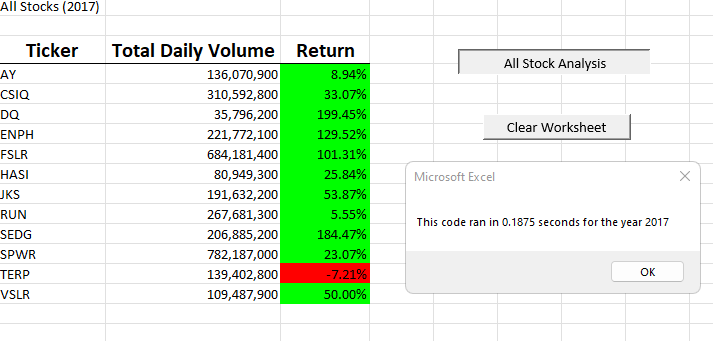 All Stocks (2017)
Ticker Total Daily Volume Return
AY 136,070,900 8.94%
CSIQ 310,592,800 33.07%
DQ 35,796,200 199.45%
ENPH 221,772,100 129.52%
FSLR 684,181,400 101.31%
HASI 80,949,300 25.84%
JKS 191,632,200 53.87%
RUN 267,681,300 5.55%
SEDG 206,885,200 184.47%
SPWR 782,187,000 23.07%
TERP 139,402,800 -7.21%
VSLR 109,487,900 50.00%
All Stock Analysis
Clear Worksheet
Microsoft Excel
This code ran in 0.1875 seconds for the year 2017
OK